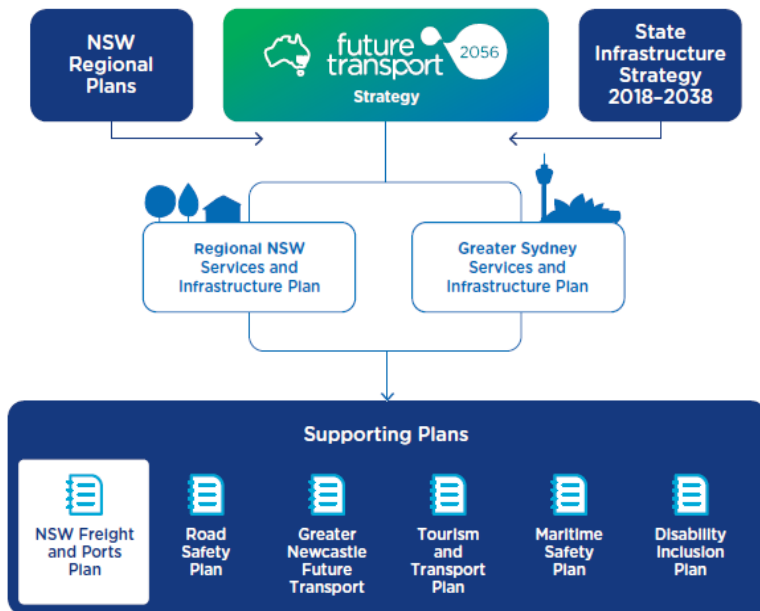 NSW
Regional
Plans
future
transport
2056
Strategy
State
Infrastructure
Strategy
2018–2038
Regional NSW
Services and
Infrastructure Plan
Greater Sydney
Services and
Infrastructure Plan
Supporting Plans
NSW Freight
and Ports
Plan
Road
Safety
Plan
Greater
Newcastle
Future
Transport
Tourism
and
Transport
Plan
Maritime
Safety
Plan
Disability
Inclusion
Plan